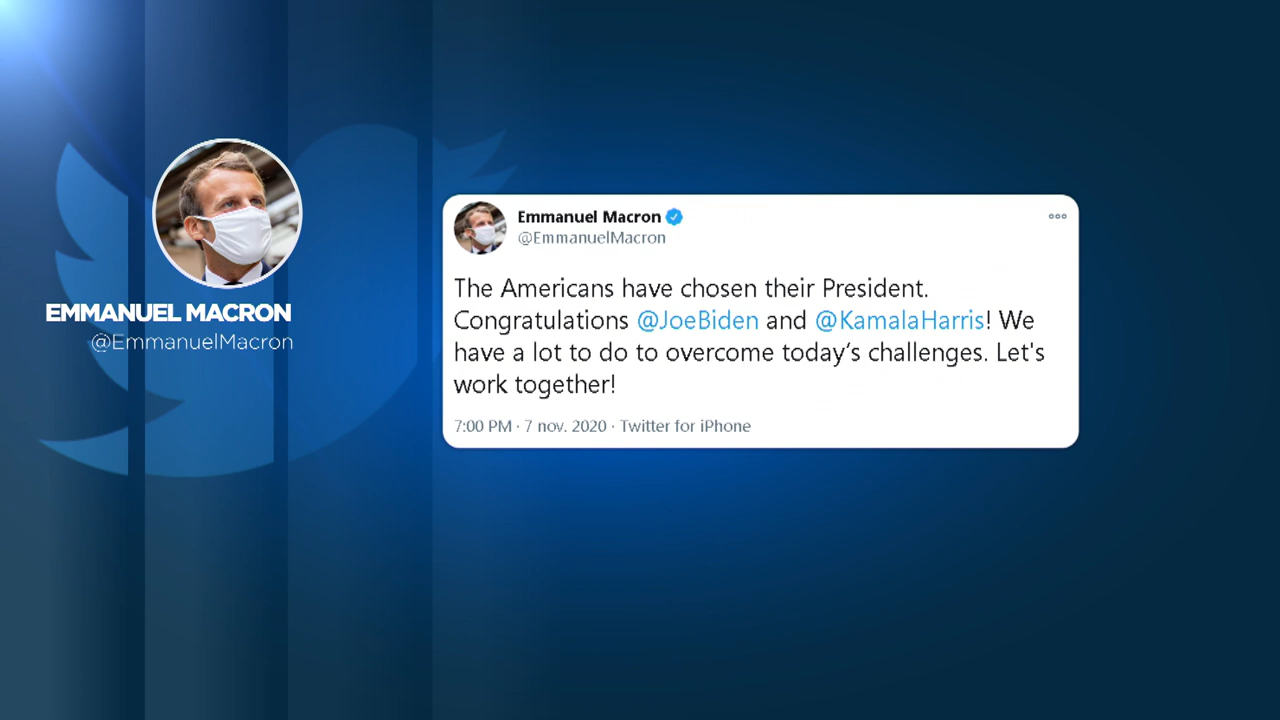 EMMANUEL MACRON
@EmmanuelMacron
Emmanuel Macron
@EmmanuelMacron
The Americans have chosen their President.
Congratulations @JoeBiden and @KamalaHarris! We
have a lot to do to overcome today’s challenges. Let's
work together!
7:00 PM · 7 nov. 2020 · Twitter for iPhone